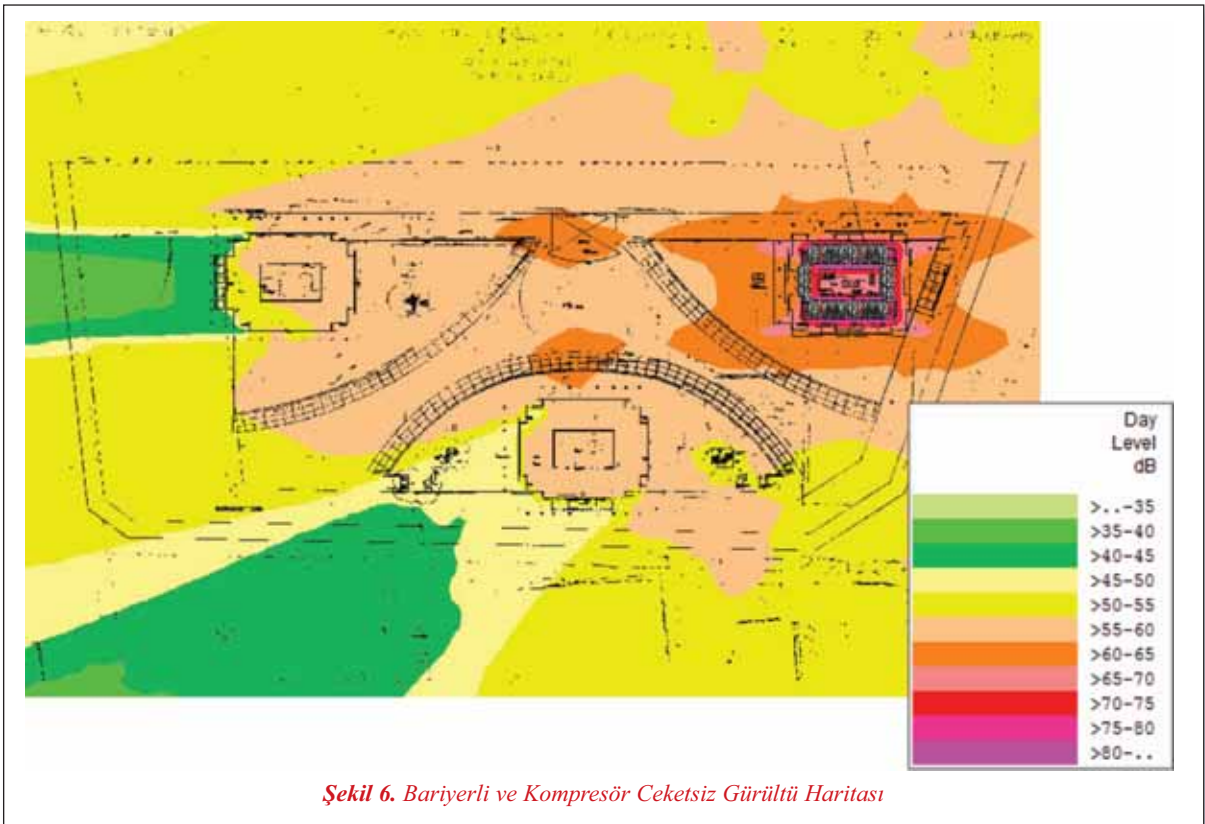 Day
Level
dB
>..-35
>35-40
>40-45
>45-50
>50-55
>55-60
>60-65
>65-70
>70-75
>75-80
>80-..
Şekil 6. Bariyerli ve Kompresör Ceketsiz Gürültü Haritası